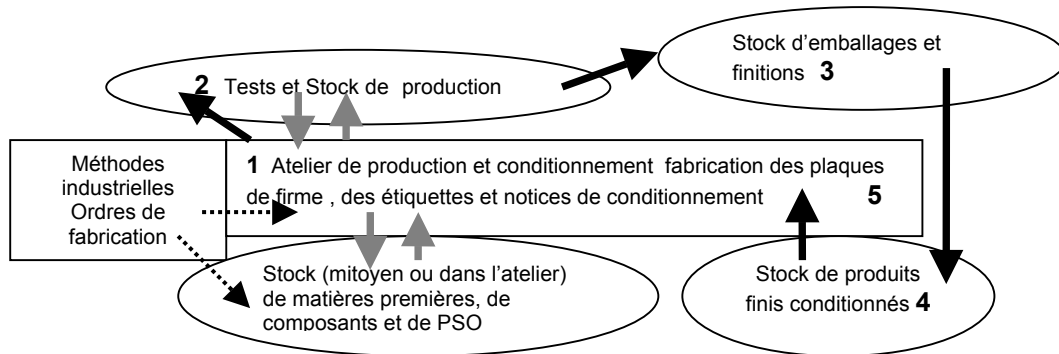 Stock d’emballages et
finitions 3
2 Tests et Stock de production
Méthodes
industrielles
Ordres de
fabrication
1 Atelier de production et conditionnement fabrication des plaques
de firme , des étiquettes et notices de conditionnement 5
Stock (mitoyen ou dans l’atelier)
de matières premières, de
composants et de PSO
Stock de produits
finis conditionnés 4